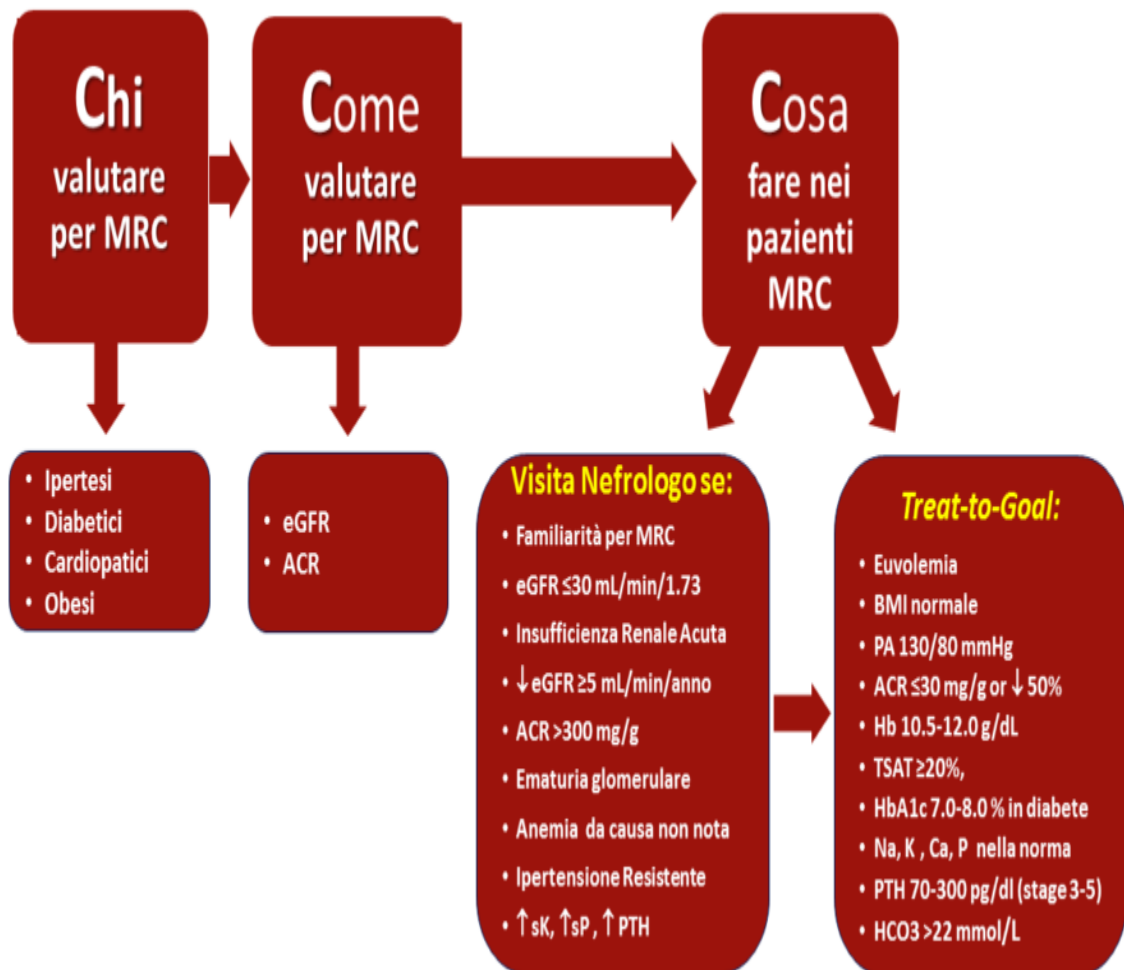 Chi
valutare
per MRC
Come
valutare
per MRC
Cosa
fare nei
pazienti
MRC
• Ipertesi
• Diabetici
• Cardiopatici
• Obesi
• eGFR
• ACR
Visita Nefrologo se:
• Familiarità per MRC
• eGFR ≤30 mL/min/1.73
• Insufficienza Renale Acuta
• ↓eGFR ≥5 mL/min/anno
• ACR >300 mg/g
• Ematuria glomerulare
• Anemia da causa non nota
• Ipertensione Resistente
• ↑sK, ↑sP , ↑PTH
Treat-to-Goal:
• Euvolemia
• BMI normale
• PA 130/80 mmHg
• ACR ≤30 mg/g or ↓50%
• Hb 10.5-12.0 g/dL
• TSAT ≥20%,
• HbA1c 7.0-8.0 % in diabete
• Na, K , Ca, P nella norma
• PTH 70-300 pg/dl (stage 3-5)
• HCO3 >22 mmol/L